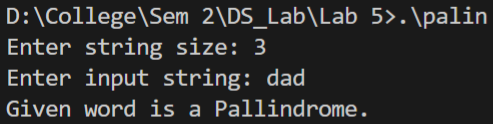 D:\College\Sem 2\DS_Lab\Lab 5>.\palin
Enter string size: 3
Enter input string: dad
Given word is a Pallindrome.